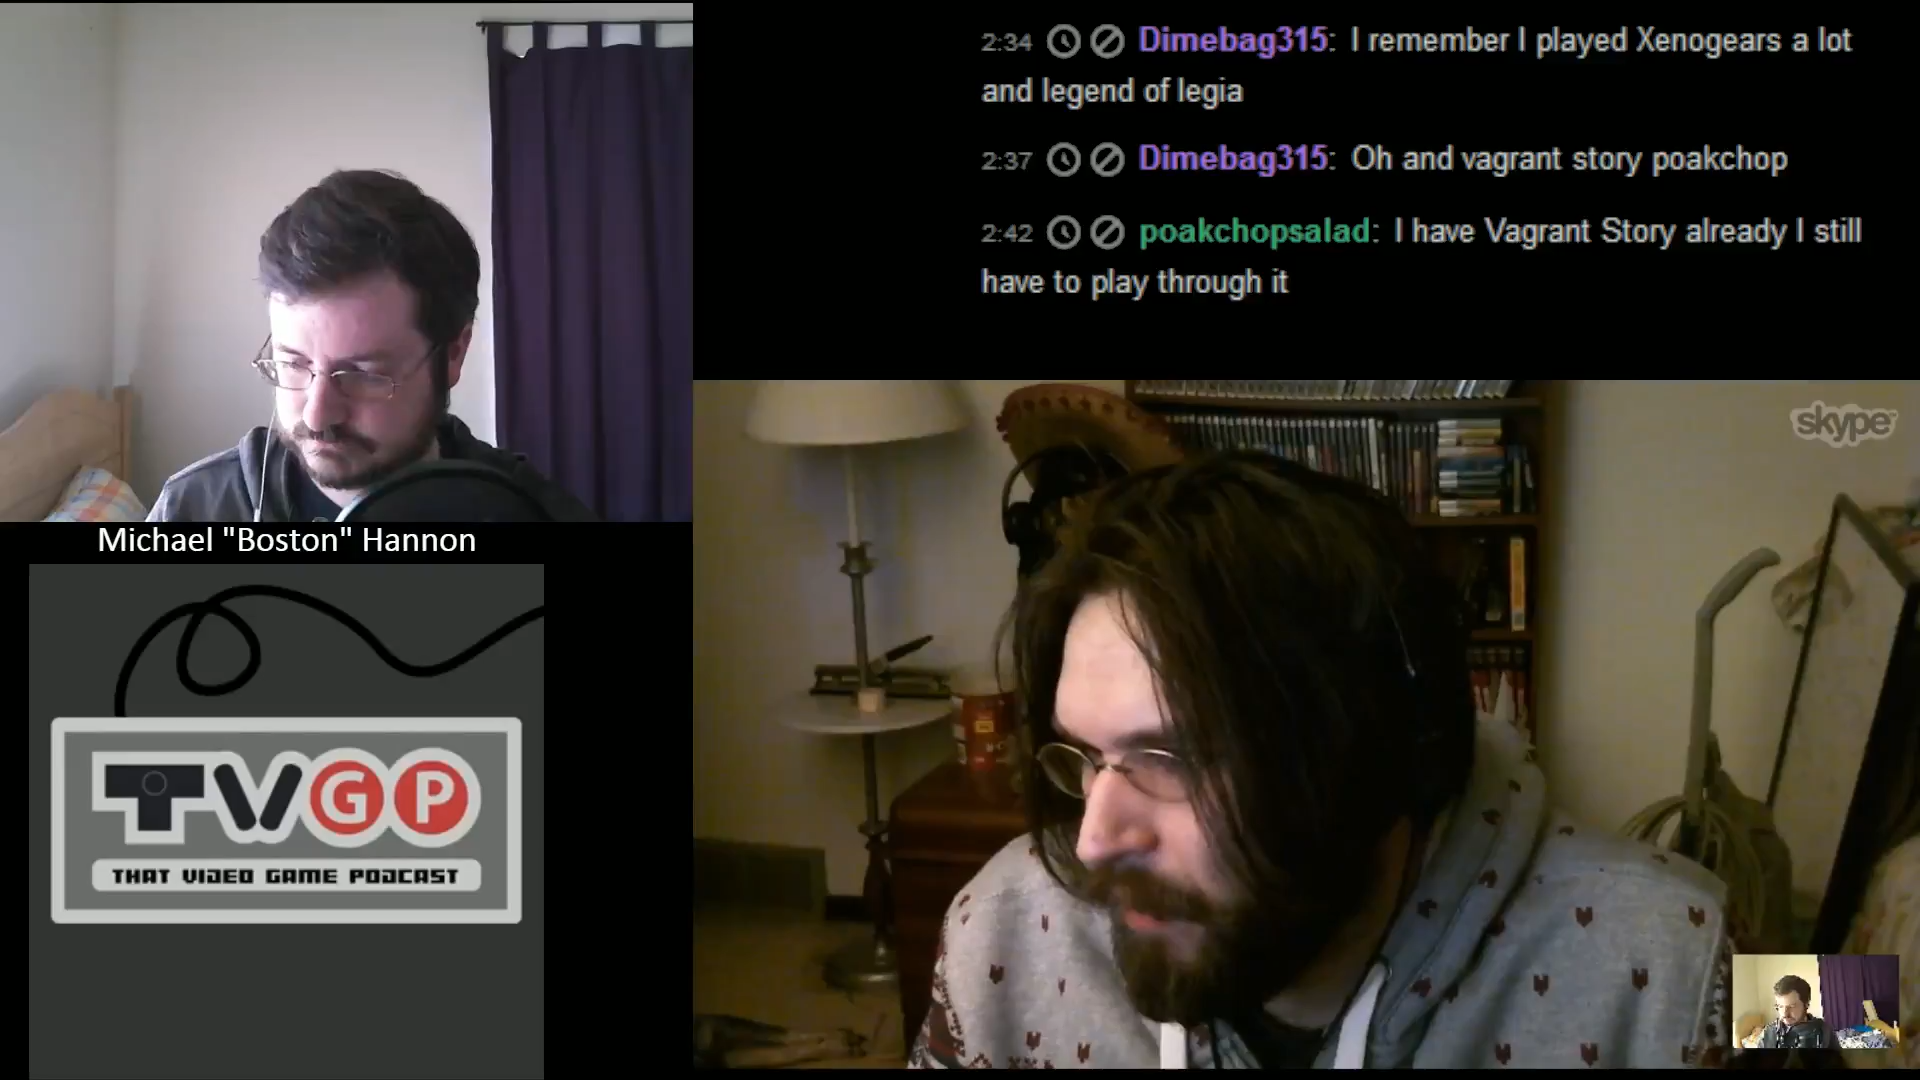 2:34 Dimebag315: I remember I played Xenogears a lot
and legend of legia
2:37 Dimebag315: Oh and vagrant story poakchop
2:42 poakchopsalad: I have Vagrant Story already I still
have to play through it
skype
Michael "Boston" Hannon
TVGP
THAT VIDEO GAME PODCAST